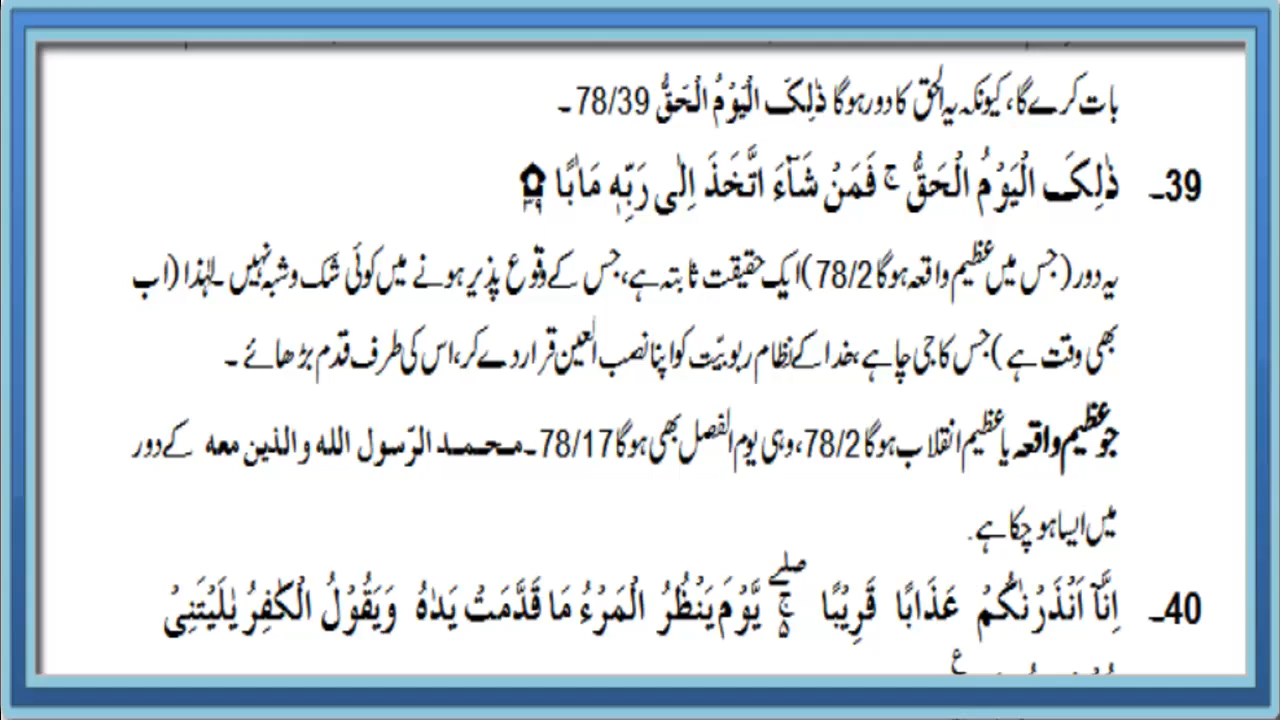 بات کرے گا، کیونکہ یہ الحق کا دور ہوگا ذٰلِکَ الْیَوْمُ الْحَقُّ 78/39 ۔
39۔ ذٰلِکَ الْیَوْمُ الْحَقُّ ۚ فَمَنْ شَآءَ اتَّخَذَ اِلٰی رَبِّہٖ مَاٰبًا ﴿۳۹﴾
یہ دور (جس میں عظیم واقعہ ہوگا 78/2) ایک حقیقت ثابتہ ہے، جس کے وقوع پذیر ہونے میں کوئی شک وشبہ نہیں ۔ لہٰذا (اب
بھی وقت ہے ) جس کا جی چاہے ،خدا کے نظام ربوبیّت کو اپنا نصب العین قرار دے کر، اس کی طرف قدم بڑھائے ۔
جو عظیم واقعہ یا عظیم انقلاب ہوگا 78/2، وہی یوم الفصل بھی ہوگا 78/17۔ محمد الرّسول اللہ و الذین معہ کے دور
میں ایسا ہو چکا ہے.
40۔ اِنَّاۤ اَنْذَرْنٰکُمْ عَذَابًا قَرِیْبًا ۚۖ یَّوْمَ یَنْظُرُ الْمَرْءُ مَا قَدَّمَتْ یَدٰہُ وَیَقُوْلُ الْکٰفِرُ یٰلَیْتَنِیْ